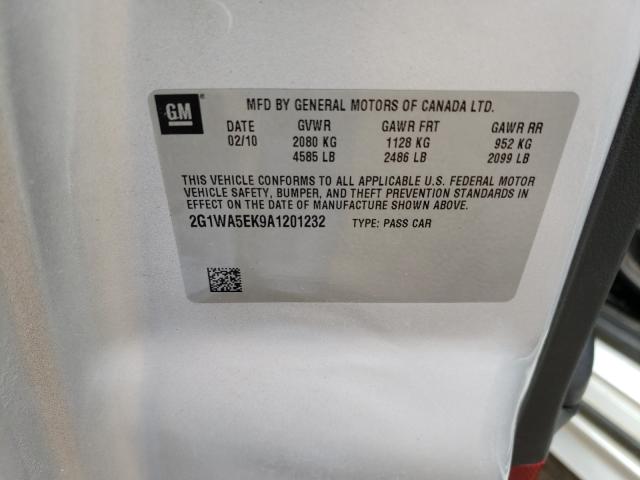 GM ® MFD BY GENERAL MOTORS OF CANADA LTD.
DATE GVWR GAWR FRT GAWR RR
02/10 2080 KG 1128 KG 952 KG
4585 LB 2486 LB 2099 LB
THIS VEHICLE CONFORMS TO ALL APPLICABLE U.S. FEDERAL MOTOR
VEHICLE SAFETY, BUMPER, AND THEFT PREVENTION STANDARDS IN
EFFECT ON THE DATE OF MANUFACTURE SHOWN ABOVE.
2G1WA5EK9A1201232 TYPE: PASS CAR